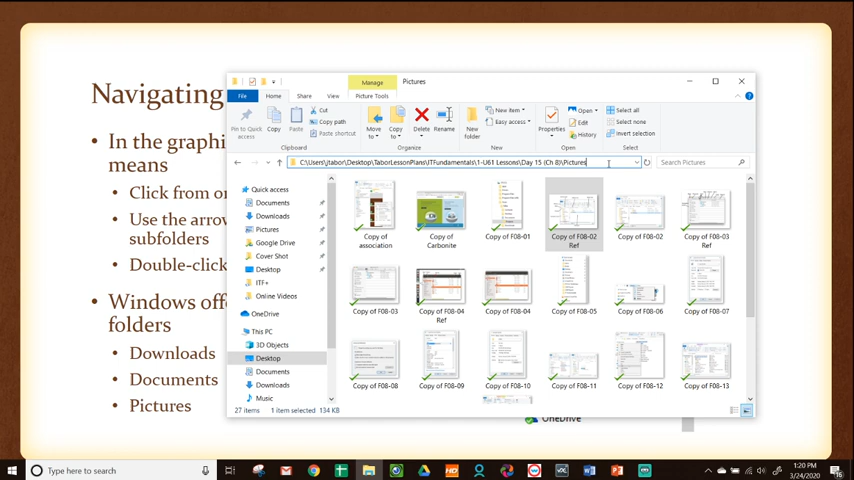 Navigating
• In the graphi
means
• Click from or
• Use the arrow
subfolders
• Double-click
• Windows offe
folders
• Downloads
• Documents
• Pictures
Manage
Pictures
File
Home
Share
View
Picture Tools
Pin to Quick
access
Copy
Paste
Cut
Copy path
Paste shortcut
Clipboard
Move
to
Copy
to
Delete
Rename
Organize
New
folder
New item
Easy access
New
Properties
Open
Edit
History
Open
Select all
Select none
Invert selection
Select
C:\Users\jtabor\Desktop\TaborLessonPlans\ITFundamentals\1-U61 Lessons\Day 15 (Ch 8)\Pictures
Search Pictures
Quick access
Documents
Downloads
Pictures
Google Drive
Cover Shot
Desktop
ITF+
Online Videos
OneDrive
This PC
3D Objects
Desktop
Documents
Downloads
Music
Copy of
association
Copy of
Carbonite
Copy of F08-01
Copy of F08-02
Ref
Copy of F08-02
Copy of F08-03
Ref
Copy of F08-03
Copy of F08-04
Ref
Copy of F08-04
Copy of F08-05
Copy of F08-06
Copy of F08-07
Copy of F08-08
Copy of F08-09
Copy of F08-10
Copy of F08-11
Copy of F08-12
Copy of F08-13
27 items
1 item selected
134 KB
OneDrive
Type here to search
1:20 PM
3/24/2020
16